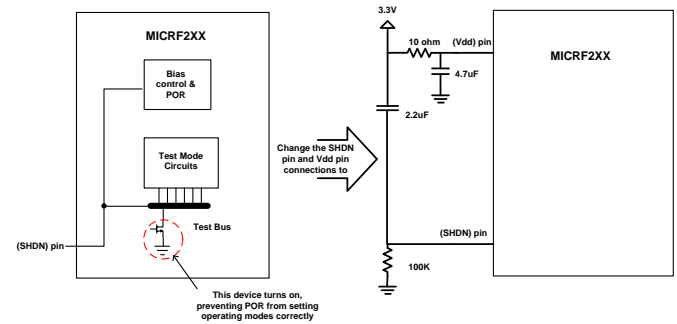 MICRF2XX
Bias
control &
POR
Test Mode
Circuits
Test Bus
(SHDN) pin
This device turns on,
preventing POR from setting
operating modes correctly
Change the SHDN
pin and Vdd pin
connections to
3.3V
10 ohm
(Vdd) pin
4.7uF
2.2uF
(SHDN) pin
100K
MICRF2XX